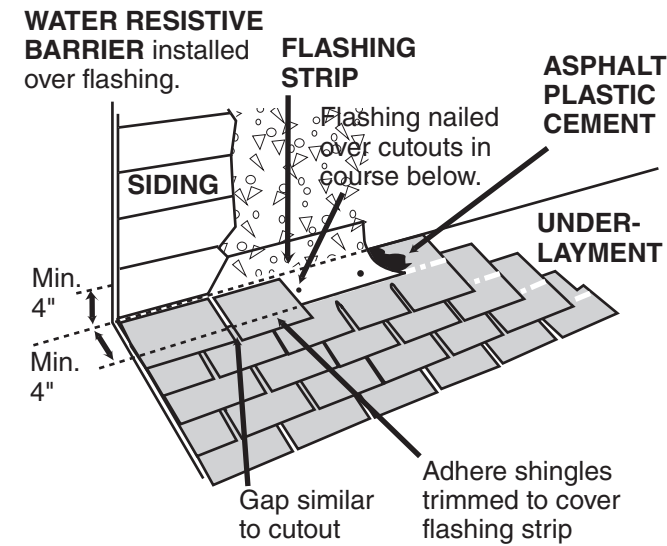 WATER RESISTIVE
BARRIER installed
over flashing.
FLASHING
STRIP
Flashing nailed
over cutouts in
course below.
ASPHALT
PLASTIC
CEMENT
SIDING
UNDER-
LAYMENT
Min.
4"
Min.
4"
Gap similar
to cutout
Adhere shingles
trimmed to cover
flashing strip